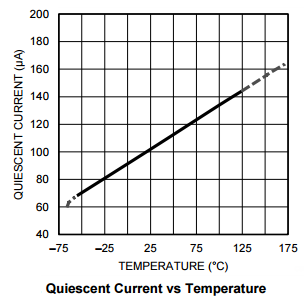 QUIESCENT CURRENT (µA)
200
180
160
140
120
100
80
60
40
–75 –25 25 75 125 175
TEMPERATURE (°C)
Quiescent Current vs Temperature